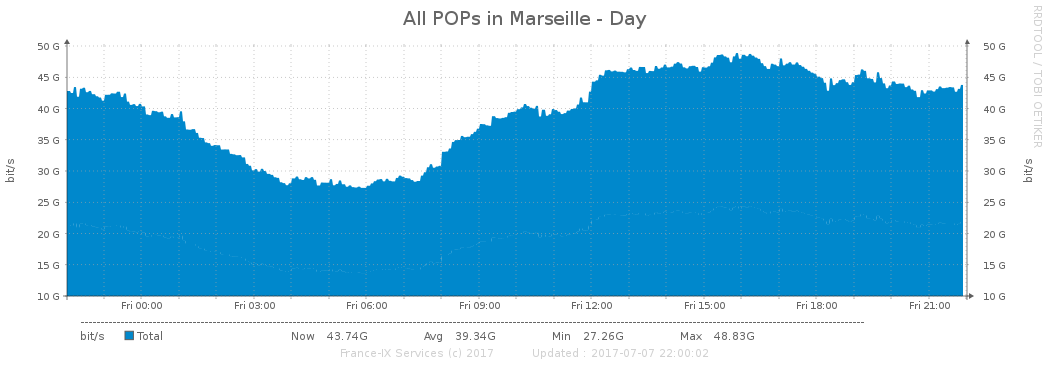 All POPs in Marseille - Day
RRDTOOL / TOBI OETIKER
50 G 50 G
45 G 45 G
40 G 40 G
35 G 35 G
30 G 30 G
25 G 25 G
20 G 20 G
15 G 15 G
10 G 10 G
bit/s
bit/s
Fri 00:00 Fri 03:00 Fri 06:00 Fri 09:00 Fri 12:00 Fri 15:00 Fri 18:00 Fri 21:00
bit/s Total Now 43.74G Avg 39.34G Min 27.26G Max 48.83G
France-IX Services (c) 2017 Updated : 2017-07-07 22:00:02